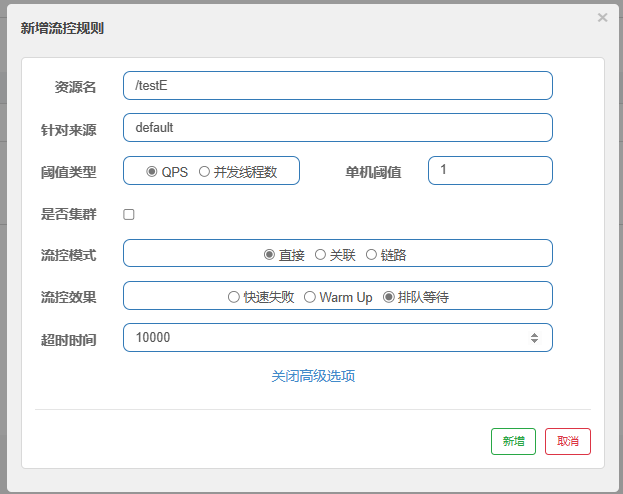 新增流控规则
×
资源名 /testE
针对来源 default
阈值类型 QPS 并发线程数 单机阈值 1
是否集群
流控模式 直接 关联 链路
流控效果 快速失败 Warm Up 排队等待
超时时间 10000
关闭高级选项
新增 取消